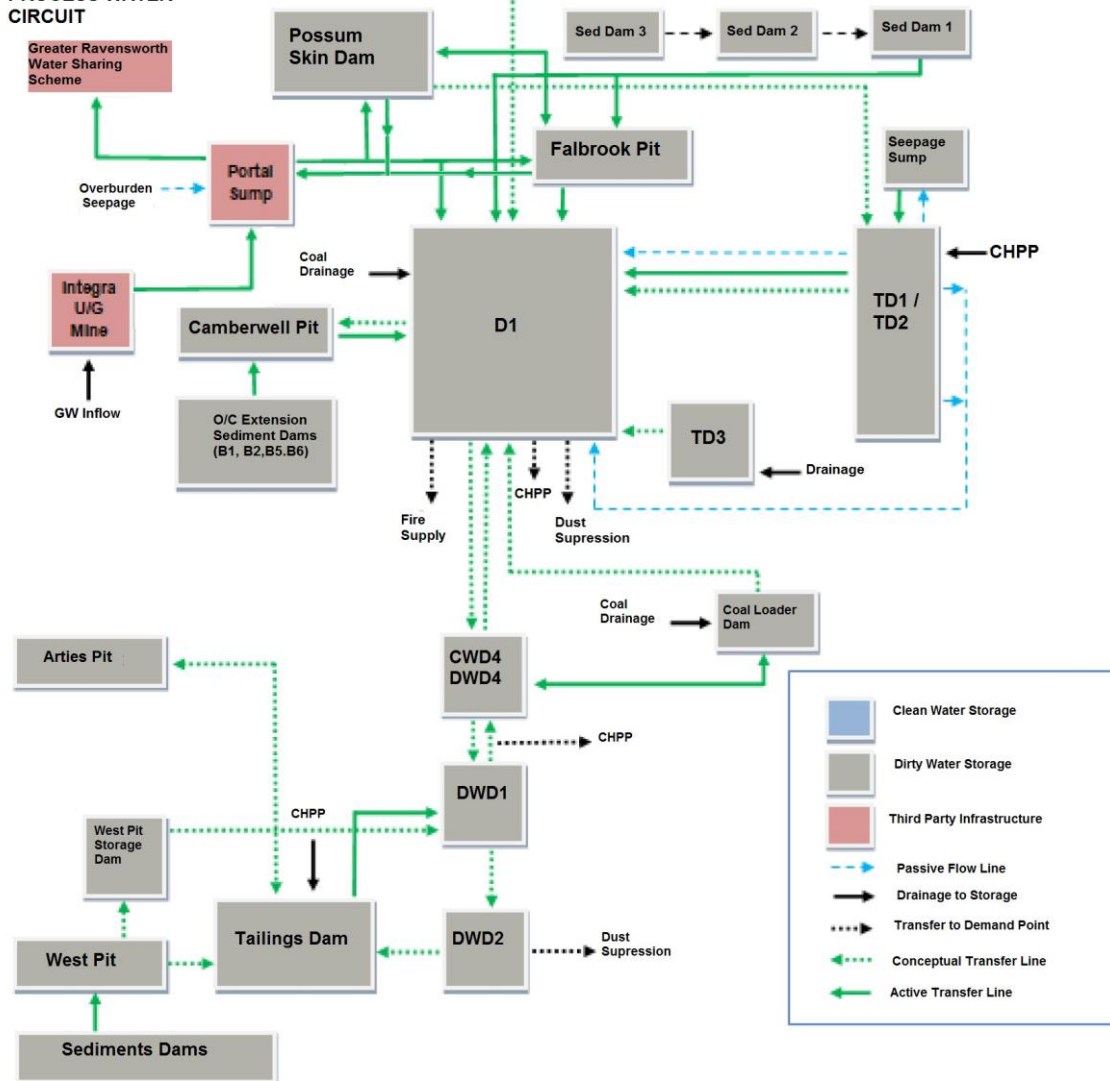 PROCESS WATER
CIRCUIT
Greater Ravensworth
Water Sharing
Scheme
Possum
Skin Dam
Sed Dam 3
Sed Dam 2
Sed Dam 1
Falbrook Pit
Seepage
Sump
Portal
Sump
Overburden
Seepage
Coal
Drainage
CHPP
Integra
U/G
Mine
Camberwell Pit
D1
TD1 /
TD2
GW Inflow
O/C Extension
Sediment Dams
(B1, B2,B5.B6)
TD3
Drainage
Fire
Supply
CHPP
Dust
Supression
Coal
Drainage
Coal Loader
Dam
Arties Pit
CWD4
DWD4
CHPP
DWD1
CHPP
West Pit
Storage
Dam
Tailings Dam
DWD2
Dust
Supression
West Pit
Sediments Dams
Clean Water Storage
Dirty Water Storage
Third Party Infrastructure
Passive Flow Line
Drainage to Storage
Transfer to Demand Point
Conceptual Transfer Line
Active Transfer Line